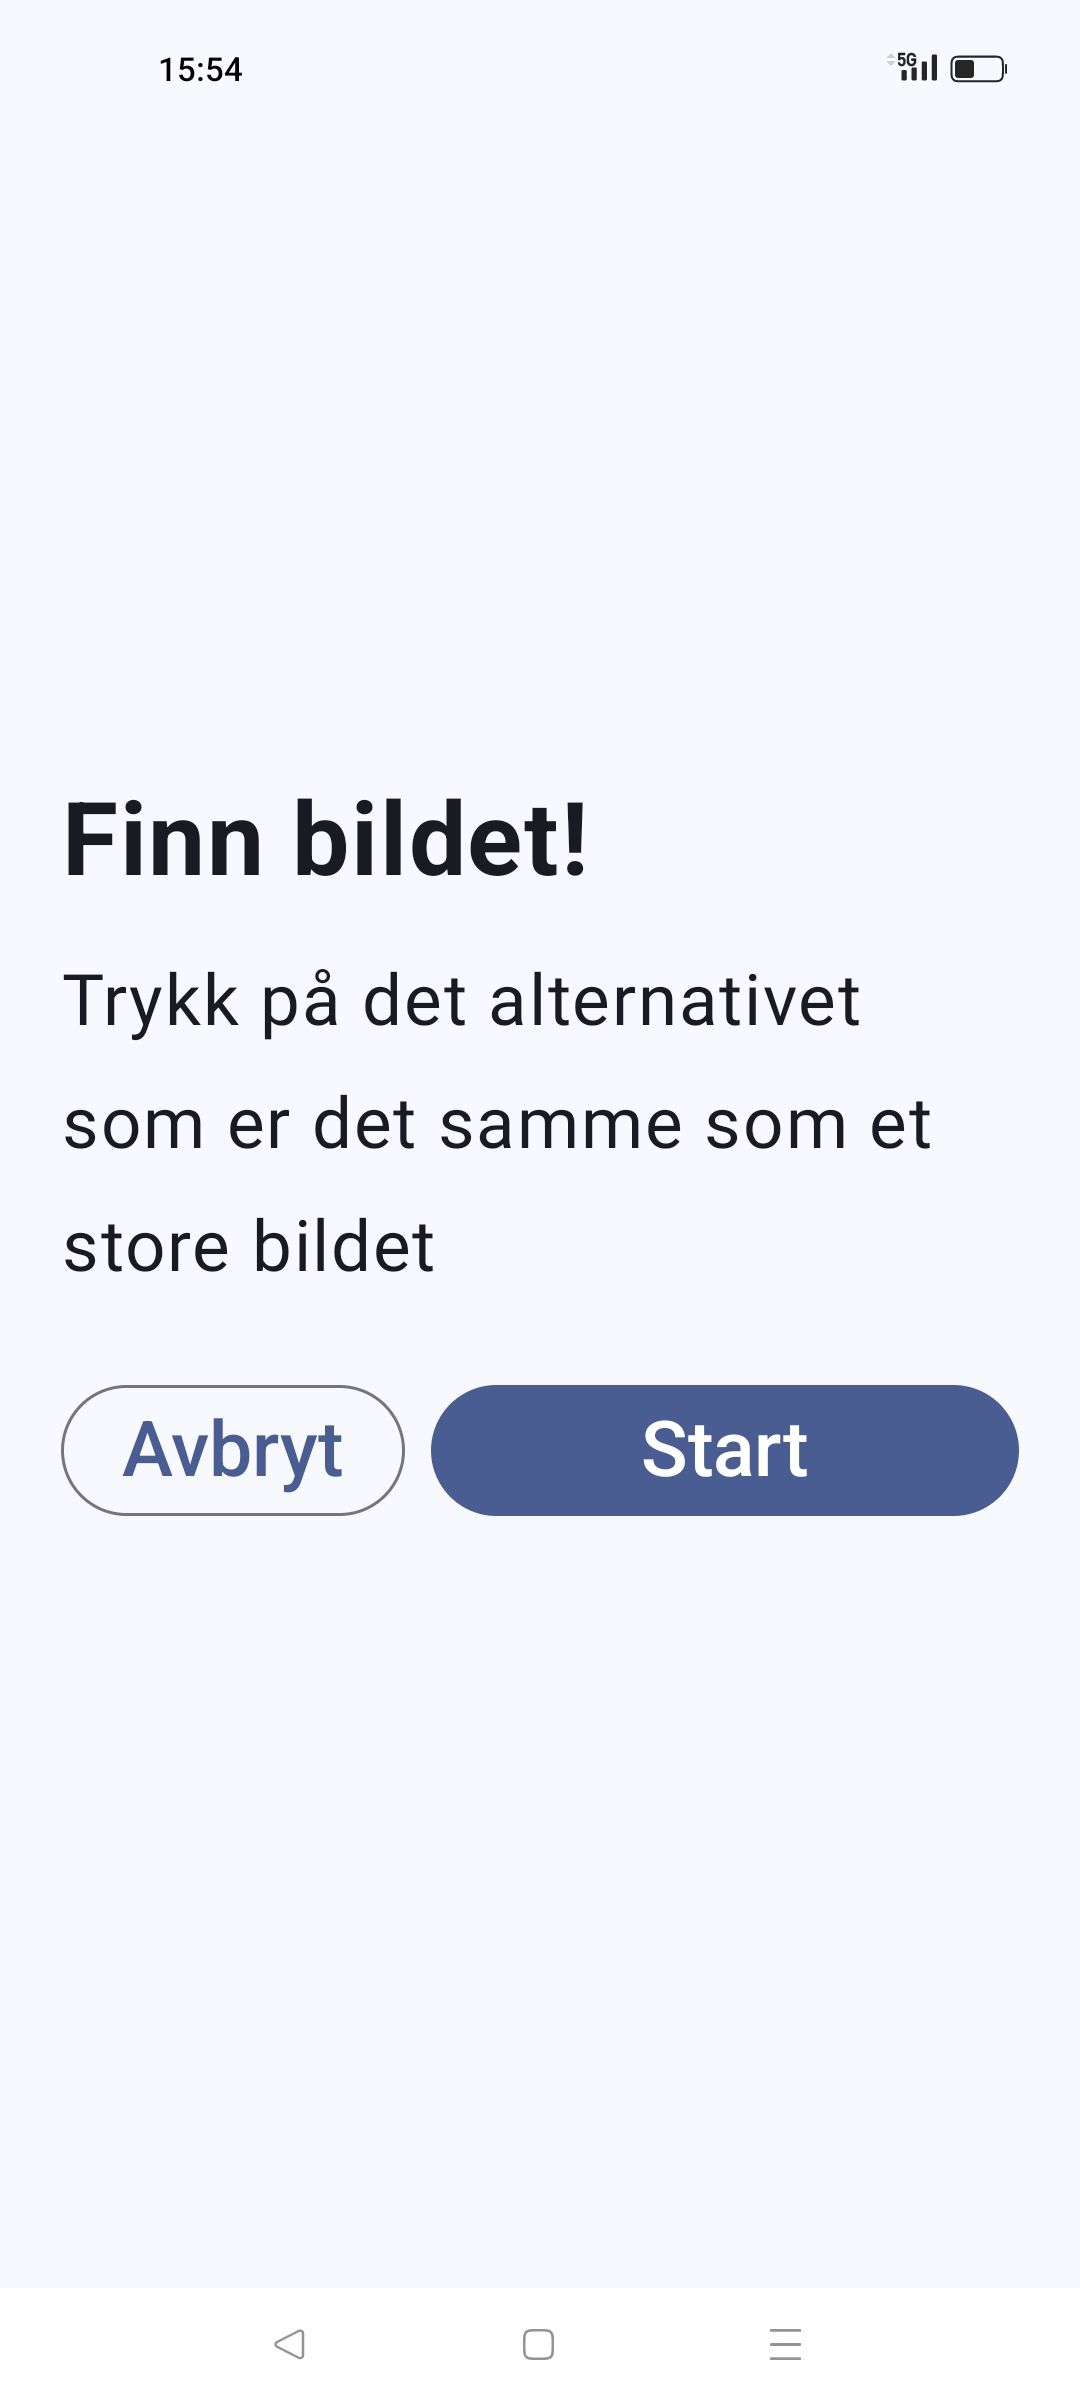 15:54
5G
Finn bildet!
Trykk på det alternativet
som er det samme som et
store bildet
Avbryt
Start